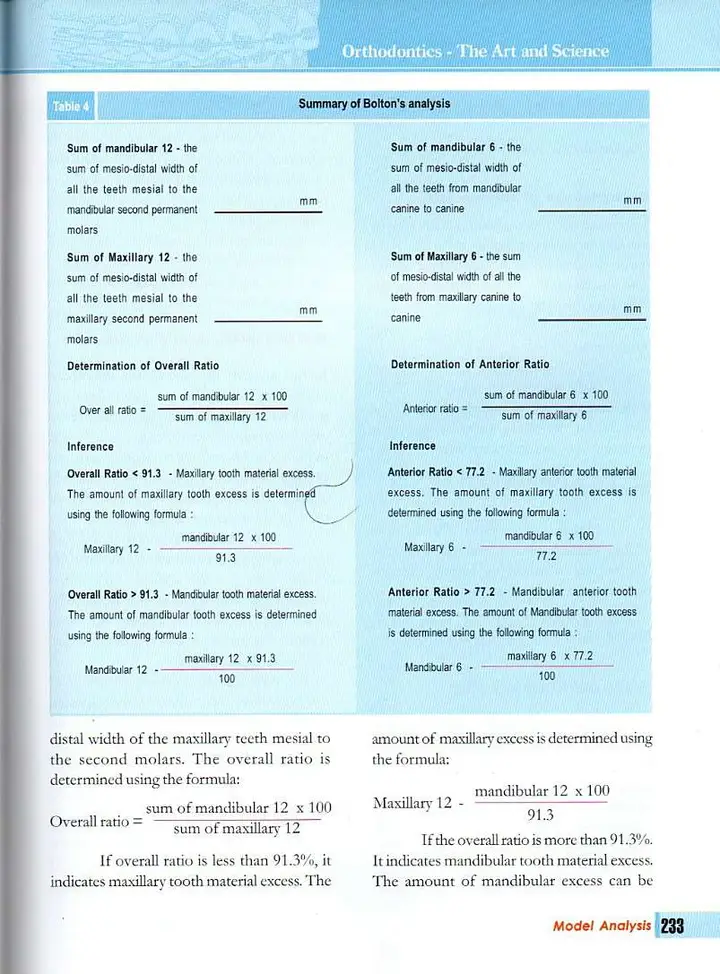 Orthodontics - The Art and Science
Table 4
Summary of Bolton's analysis
Sum of mandibular 12 - the
sum of mesio-distal width of
all the teeth mesial to the
mandibular second permanent
molars
mm
Sum of Maxillary 12 - the
sum of mesio-distal width of
all the teeth mesial to the
maxillary second permanent
molars
mm
Determination of Overall Ratio
Over all ratio =
sum of mandibular 12 x 100
sum of maxillary 12
Inference
Overall Ratio < 91.3 - Maxillary tooth material excess.
The amount of maxillary tooth excess is determined
using the following formula :
Maxillary 12 -
mandibular 12 x 100
91.3
Overall Ratio > 91.3 - Mandibular tooth material excess.
The amount of mandibular tooth excess is determined
using the following formula :
Mandibular 12 -
maxillary 12 x 91.3
100
Sum of mandibular 6 - the
sum of mesio-distal width of
all the teeth from mandibular
canine to canine
mm
Sum of Maxillary 6 - the sum
of mesio-distal width of all the
teeth from maxillary canine to
canine
mm
Determination of Anterior Ratio
Anterior ratio =
sum of mandibular 6 x 100
sum of maxillary 6
Inference
Anterior Ratio < 77.2 - Maxillary anterior tooth material
excess. The amount of maxillary tooth excess is
determined using the following formula :
Maxillary 6 -
mandibular 6 x 100
77.2
Anterior Ratio > 77.2 - Mandibular anterior tooth
material excess. The amount of Mandibular tooth excess
is determined using the following formula :
Mandibular 6 -
maxillary 6 x 77.2
100
distal width of the maxillary teeth mesial to
the second molars. The overall ratio is
determined using the formula:
Overall ratio =
sum of mandibular 12 x 100
sum of maxillary 12
If overall ratio is less than 91.3%, it
indicates maxillary tooth material excess. The
amount of maxillary excess is determined using
the formula:
Maxillary 12 -
mandibular 12 x 100
91.3
If the overall ratio is more than 91.3%.
It indicates mandibular tooth material excess.
The amount of mandibular excess can be
Model Analysis 233